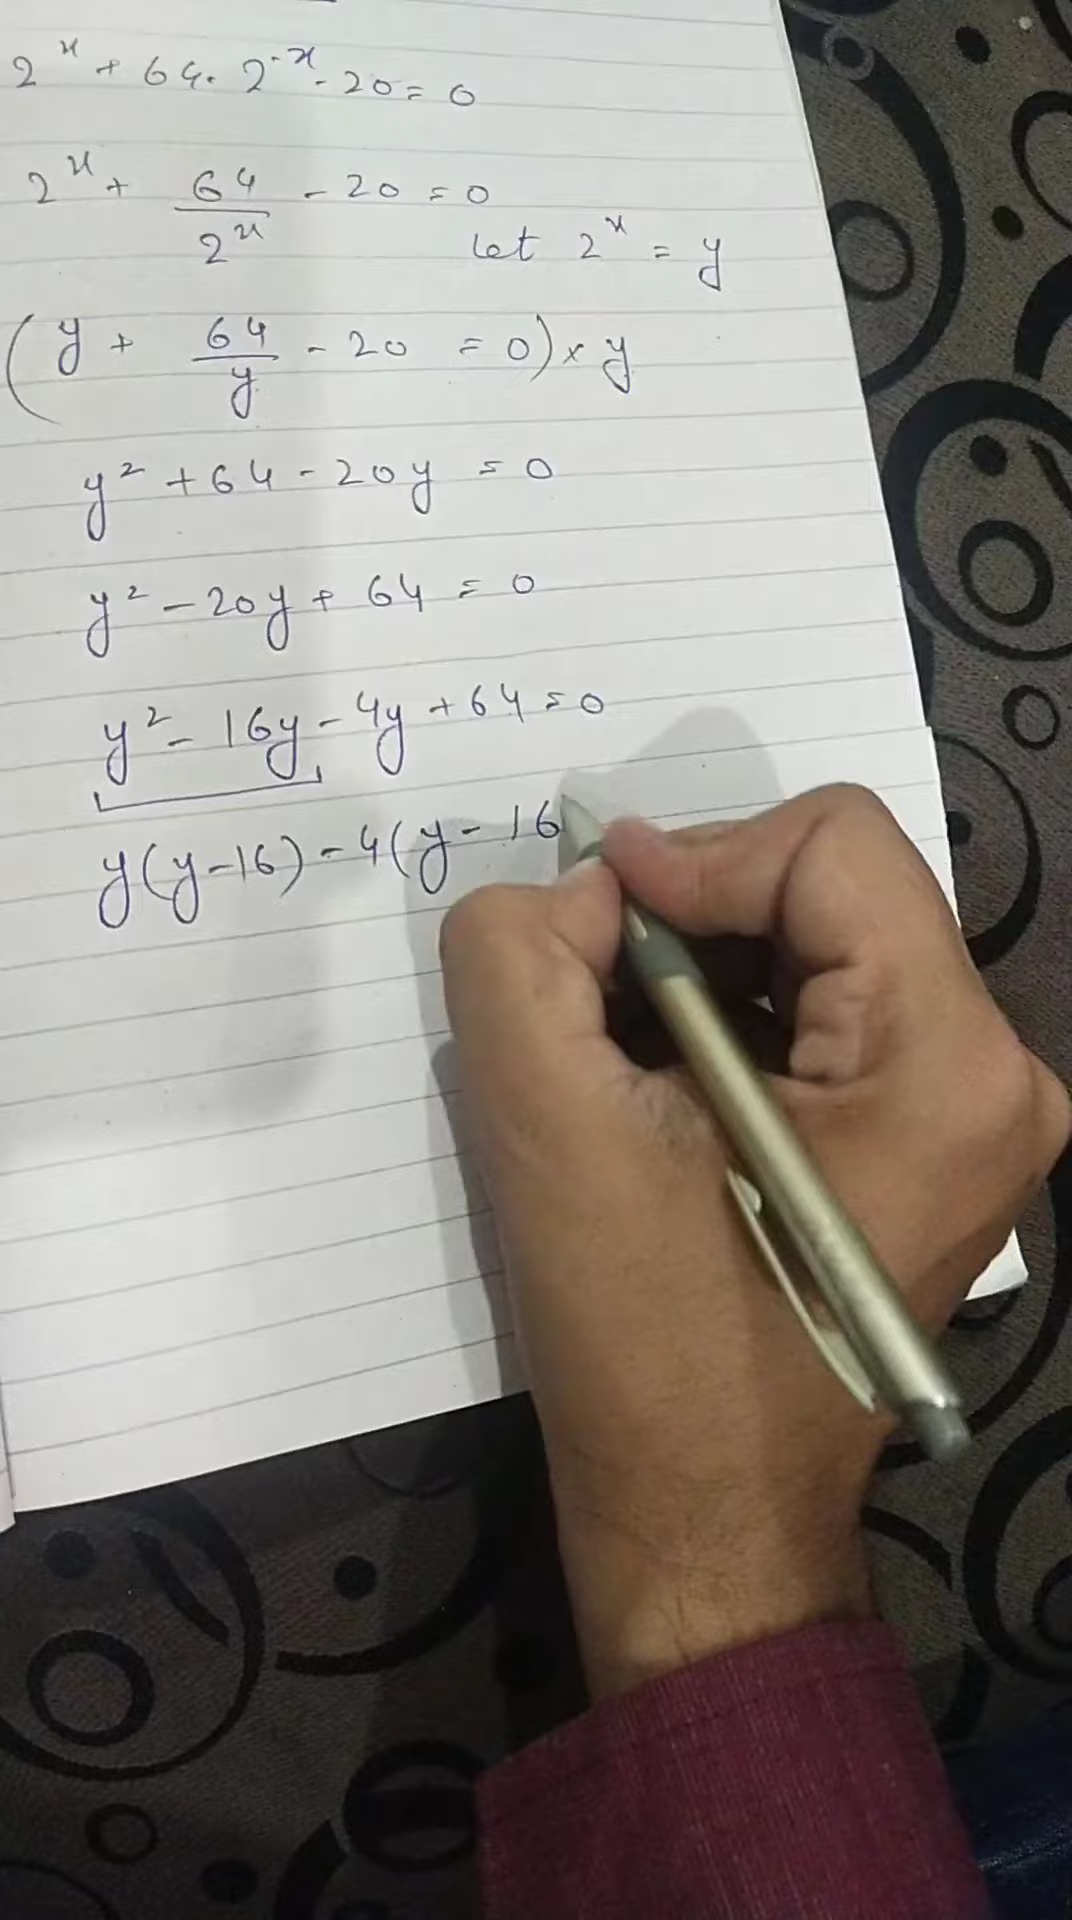 2^x + 64. 2^-x - 20 = 0
2^x + 64/2^x - 20 = 0
let 2^x = y
(y + 64/y - 20 = 0) × y
y² + 64 - 20y = 0
y² - 20y + 64 = 0
y² - 16y - 4y + 64 = 0
y(y-16) - 4(y - 16